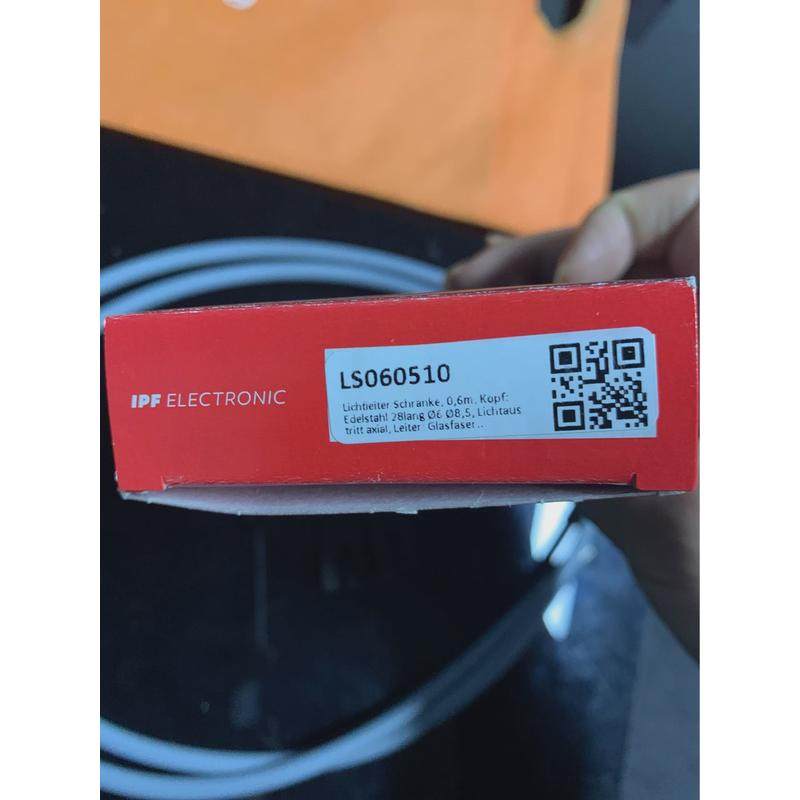 IPF ELECTRONIC
LS060510
Lichtleiter Schranke, 0,6m, Kopf:
Edelstahl 28lang Ø6 Ø8,5, Lichtaus
tritt axial, Leiter: Glasfaser...